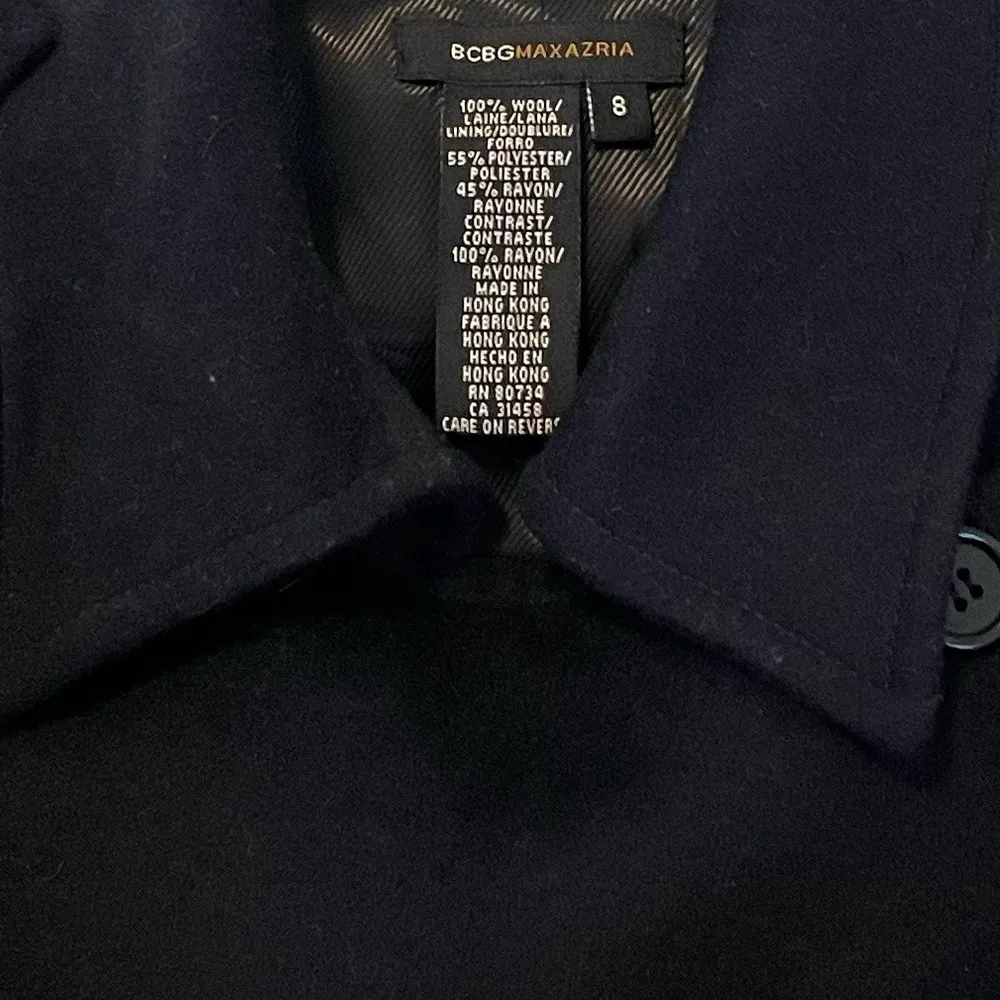 BCBGMAXAZRIA
8
100% WOOL/
LAINE/LANA
LINING/DOUBLURE/
FORRO
55% POLYESTER/
POLIESTER
45% RAYON/
RAYONNE
CONTRAST/
CONTRASTE
100% RAYON/
RAYONNE
MADE IN
HONG KONG
FABRIQUE A
HONG KONG
HECHO EN
HONG KONG
RN 80734
CA 31458
CARE ON REVERS